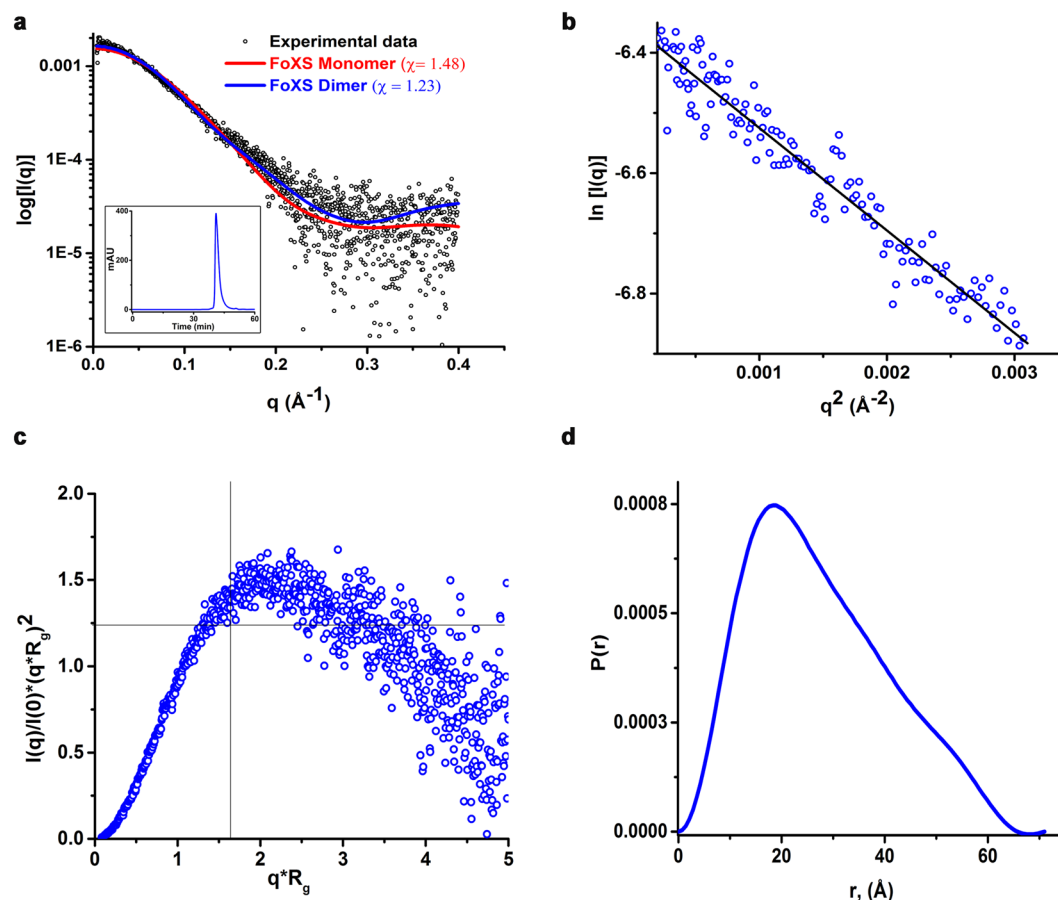 a
Experimental data
FoXS Monomer (χ= 1.48)
FoXS Dimer (χ = 1.23)
log[I(q)]
0.001
1E-4
1E-5
1E-6
mAU
400
200
0
0
30
60
Time (min)
0.0
0.1
0.2
0.3
0.4
q (Å⁻¹)
b
ln [I(q)]
-6.4
-6.6
-6.8
0.001
0.002
0.003
q² (Å⁻²)
c
I(q)/I(0)*(q*Rg)²
2.0
1.5
1.0
0.5
0.0
0
1
2
3
4
5
q*Rg
d
P(r)
0.0008
0.0005
0.0003
0.0000
0
20
40
60
r, (Å)